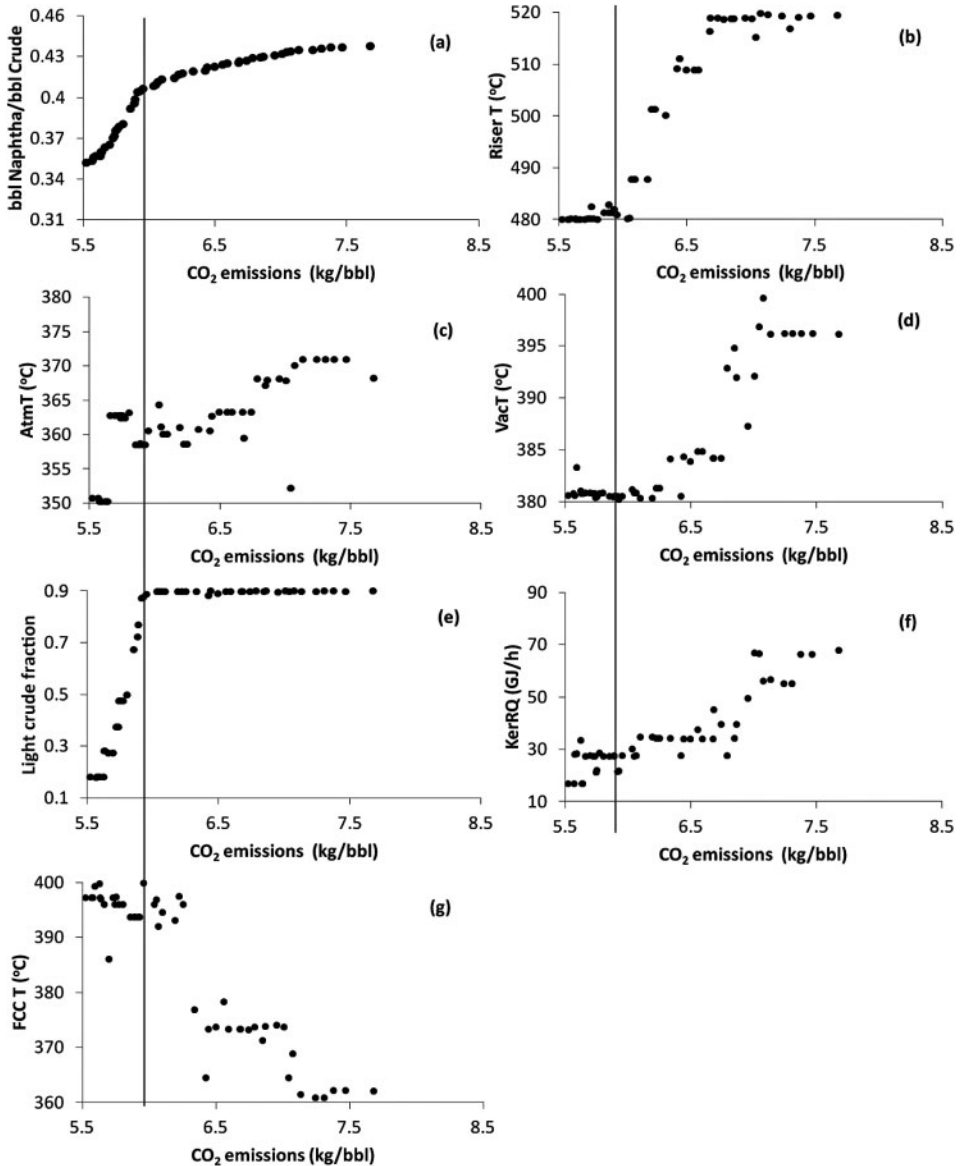 (a)
bbl Naphtha/bbl Crude
0.46
0.43
0.4
0.37
0.34
0.31
5.5 6.5 7.5 8.5
CO2 emissions (kg/bbl)
(b)
Riser T (oC)
520
510
500
490
480
5.5 6.5 7.5 8.5
CO2 emissions (kg/bbl)
(c)
AtmT (oC)
380
375
370
365
360
355
350
5.5 6.5 7.5 8.5
CO2 emissions (kg/bbl)
(d)
VacT (oC)
400
395
390
385
380
5.5 6.5 7.5 8.5
CO2 emissions (kg/bbl)
(e)
Light crude fraction
0.9
0.7
0.5
0.3
0.1
5.5 6.5 7.5 8.5
CO2 emissions (kg/bbl)
(f)
KerRQ (GJ/h)
90
70
50
30
10
5.5 6.5 7.5 8.5
CO2 emissions (kg/bbl)
(g)
FCC T (oC)
400
390
380
370
360
5.5 6.5 7.5 8.5
CO2 emissions (kg/bbl)